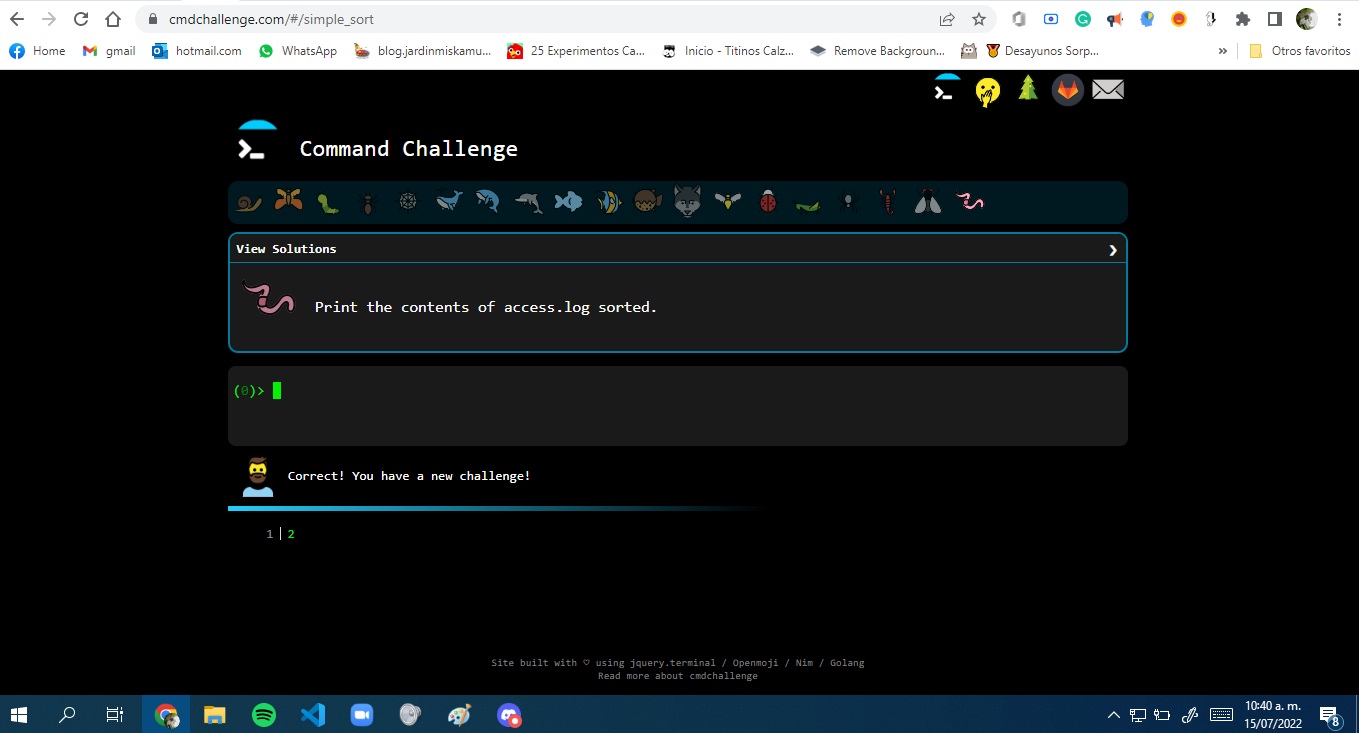 cmdchallenge.com/#/simple_sort
Home gmail hotmail.com WhatsApp blog.jardinmiskamu... 25 Experimentos Ca... Inicio - Titinos Calz... Remove Backgroun... Desayunos Sorp... » Otros favoritos
Command Challenge
View Solutions ❯
Print the contents of access.log sorted.
(0)>
Correct! You have a new challenge!
1 | 2
Site built with ♡ using jquery.terminal / Openmoji / Nim / Golang
Read more about cmdchallenge
10:40 a. m.
15/07/2022
8